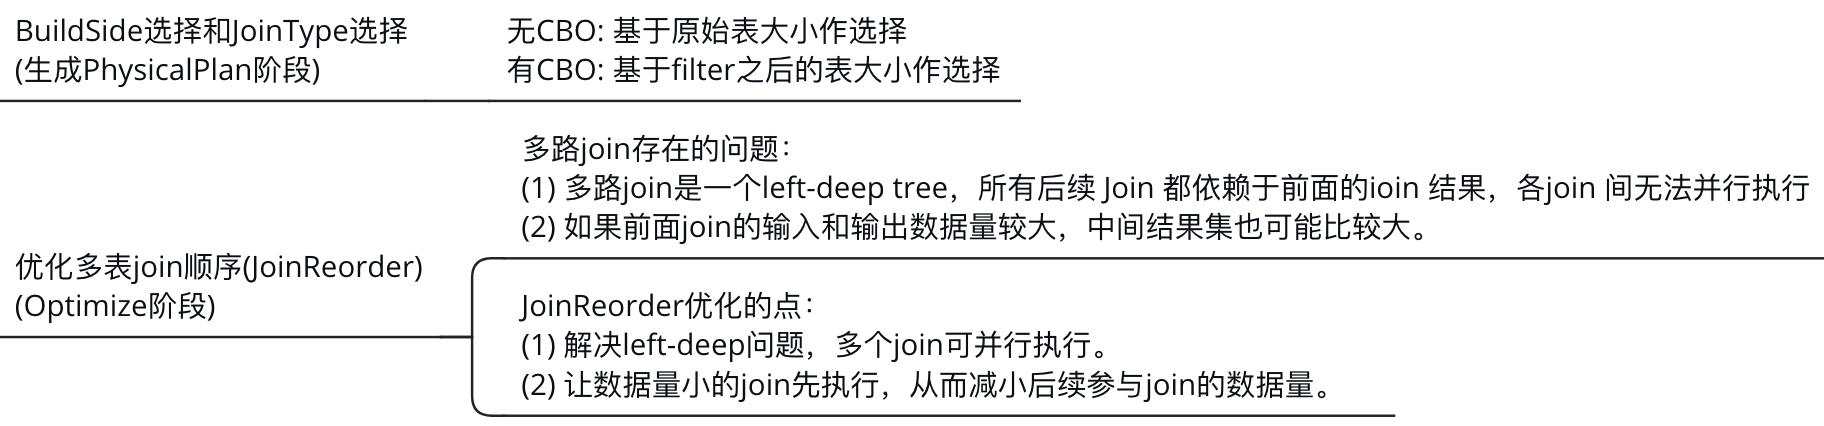 BuildSide选择和JoinType选择
(生成PhysicalPlan阶段)
无CBO: 基于原始表大小作选择
有CBO: 基于filter之后的表大小作选择
优化多表join顺序(JoinReorder)
(Optimize阶段)
多路join存在的问题：
(1) 多路join是一个left-deep tree，所有后续 Join 都依赖于前面的ioin 结果，各join 间无法并行执行
(2) 如果前面join的输入和输出数据量较大，中间结果集也可能比较大。
JoinReorder优化的点：
(1) 解决left-deep问题，多个join可并行执行。
(2) 让数据量小的join先执行，从而减小后续参与join的数据量。